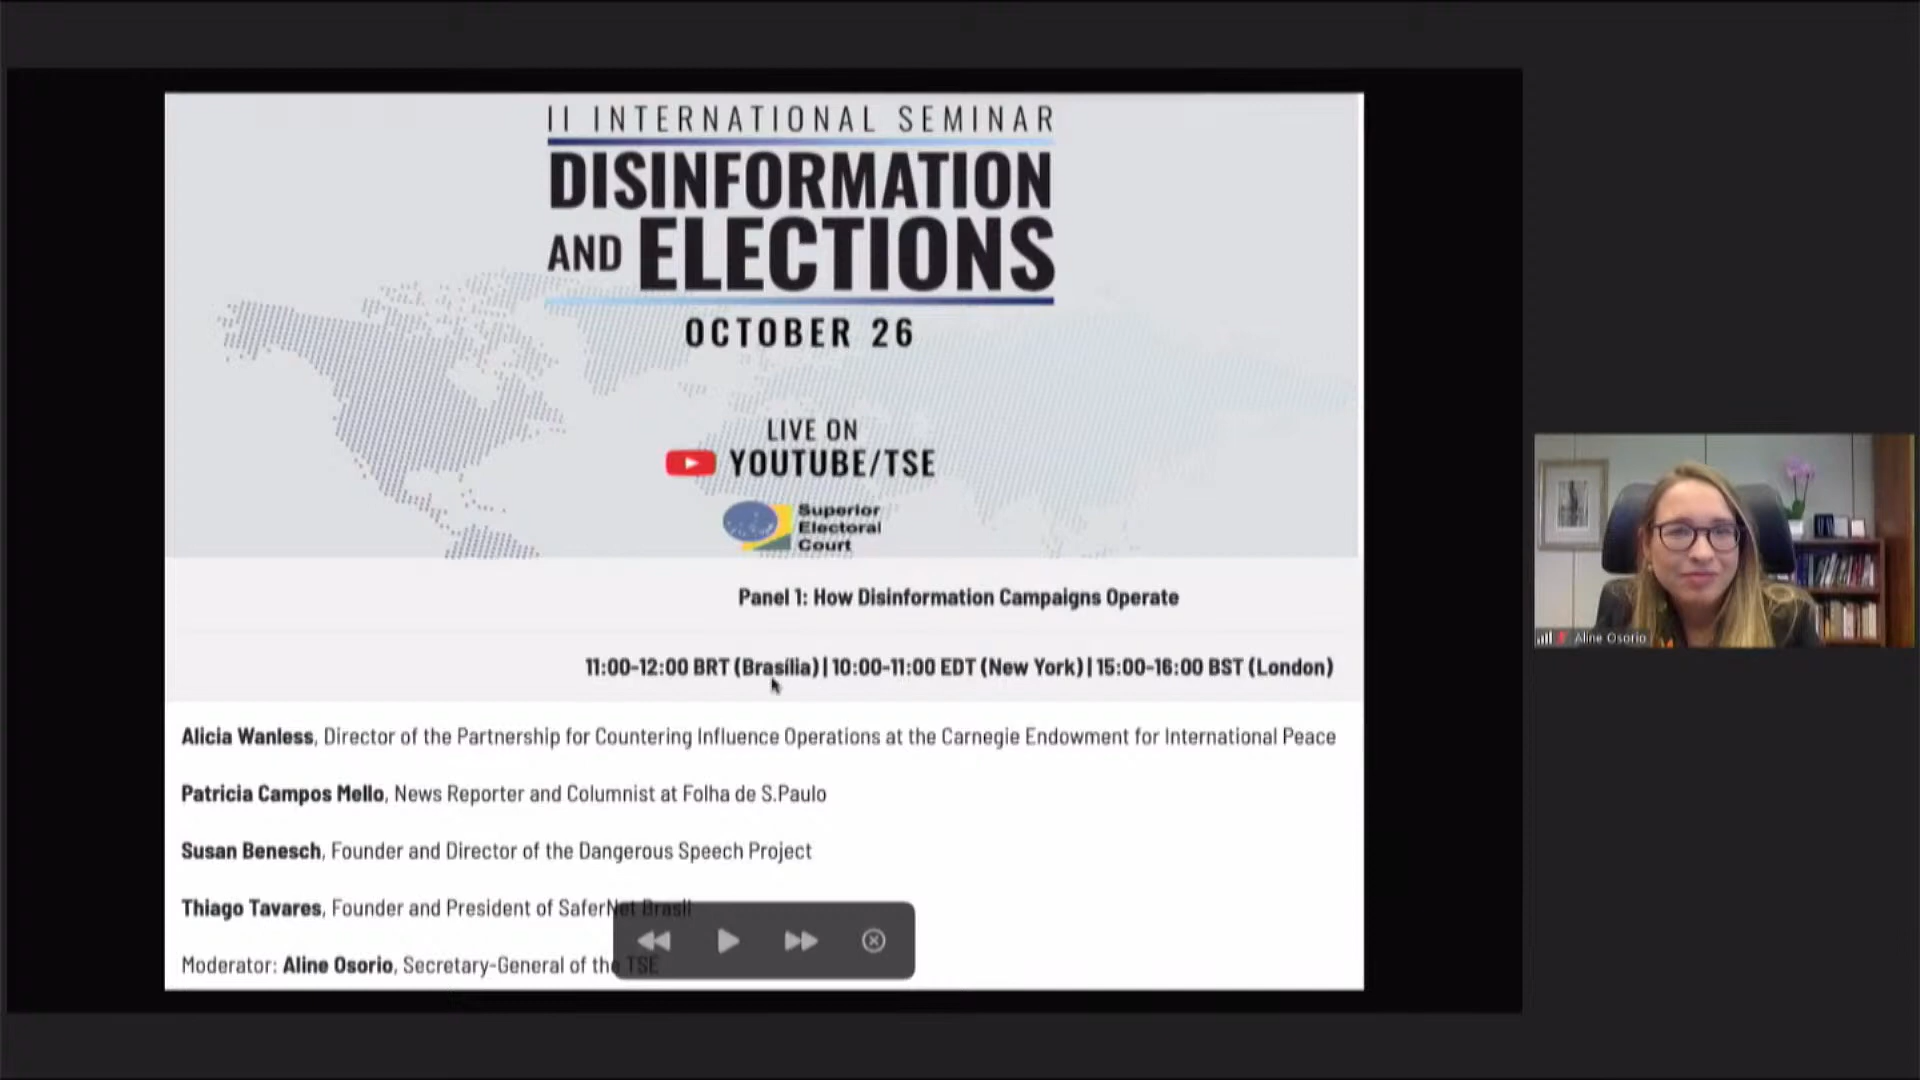 II INTERNATIONAL SEMINAR
DISINFORMATION
AND ELECTIONS
OCTOBER 26
LIVE ON
YOUTUBE/TSE
Superior
Electoral
Court
Panel 1: How Disinformation Campaigns Operate
11:00-12:00 BRT (Brasília) | 10:00-11:00 EDT (New York) | 15:00-16:00 BST (London)
Alicia Wanless, Director of the Partnership for Countering Influence Operations at the Carnegie Endowment for International Peace
Patricia Campos Mello, News Reporter and Columnist at Folha de S.Paulo
Susan Benesch, Founder and Director of the Dangerous Speech Project
Thiago Tavares, Founder and President of SaferNet Brasil
Moderator: Aline Osorio, Secretary-General of the TSE
Aline Osorio